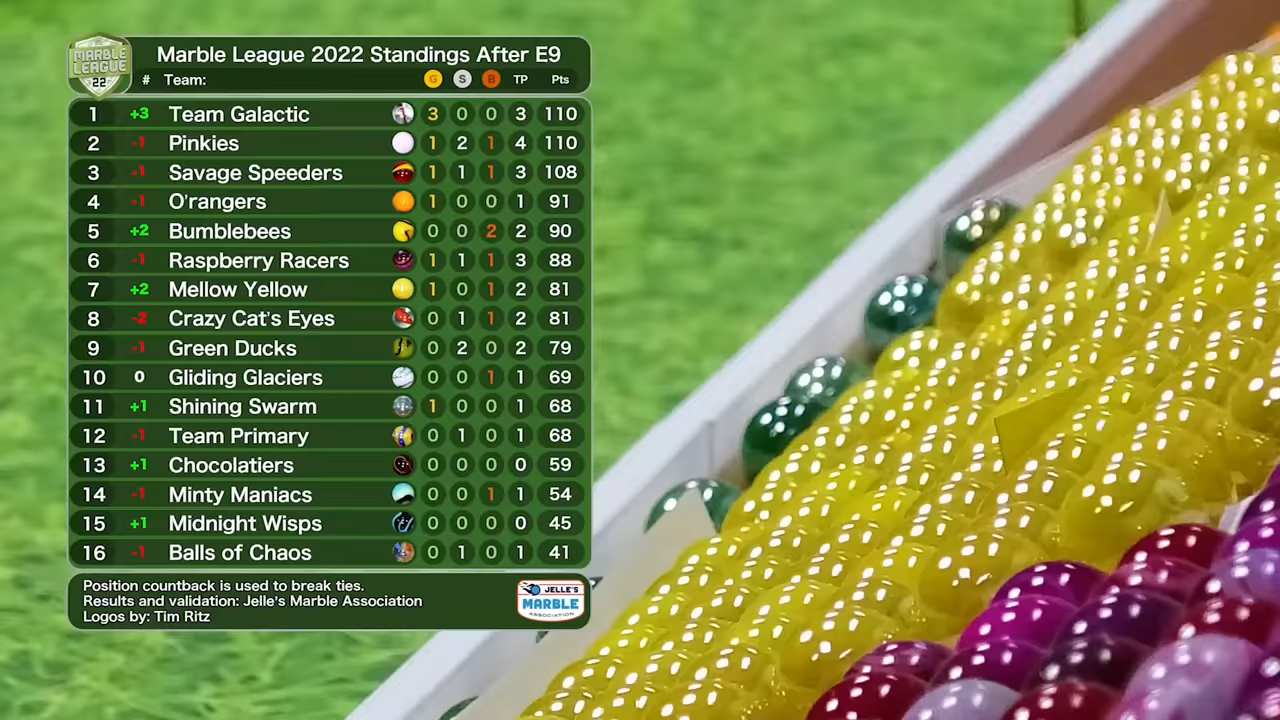 MARBLE LEAGUE 22
Marble League 2022 Standings After E9
# Team: G S B TP Pts
1 +3 Team Galactic 3 0 0 3 110
2 -1 Pinkies 1 2 1 4 110
3 -1 Savage Speeders 1 1 1 3 108
4 -1 O'rangers 1 0 0 1 91
5 +2 Bumblebees 0 0 2 2 90
6 -1 Raspberry Racers 1 1 1 3 88
7 +2 Mellow Yellow 1 0 1 2 81
8 -2 Crazy Cat's Eyes 0 1 1 2 81
9 -1 Green Ducks 0 2 0 2 79
10 0 Gliding Glaciers 0 0 1 1 69
11 +1 Shining Swarm 1 0 0 1 68
12 -1 Team Primary 0 1 0 1 68
13 +1 Chocolatiers 0 0 0 0 59
14 -1 Minty Maniacs 0 0 1 1 54
15 +1 Midnight Wisps 0 0 0 0 45
16 -1 Balls of Chaos 0 1 0 1 41
Position countback is used to break ties.
Results and validation: Jelle's Marble Association
Logos by: Tim Ritz
JELLE'S
MARBLE
ASSOCIATION